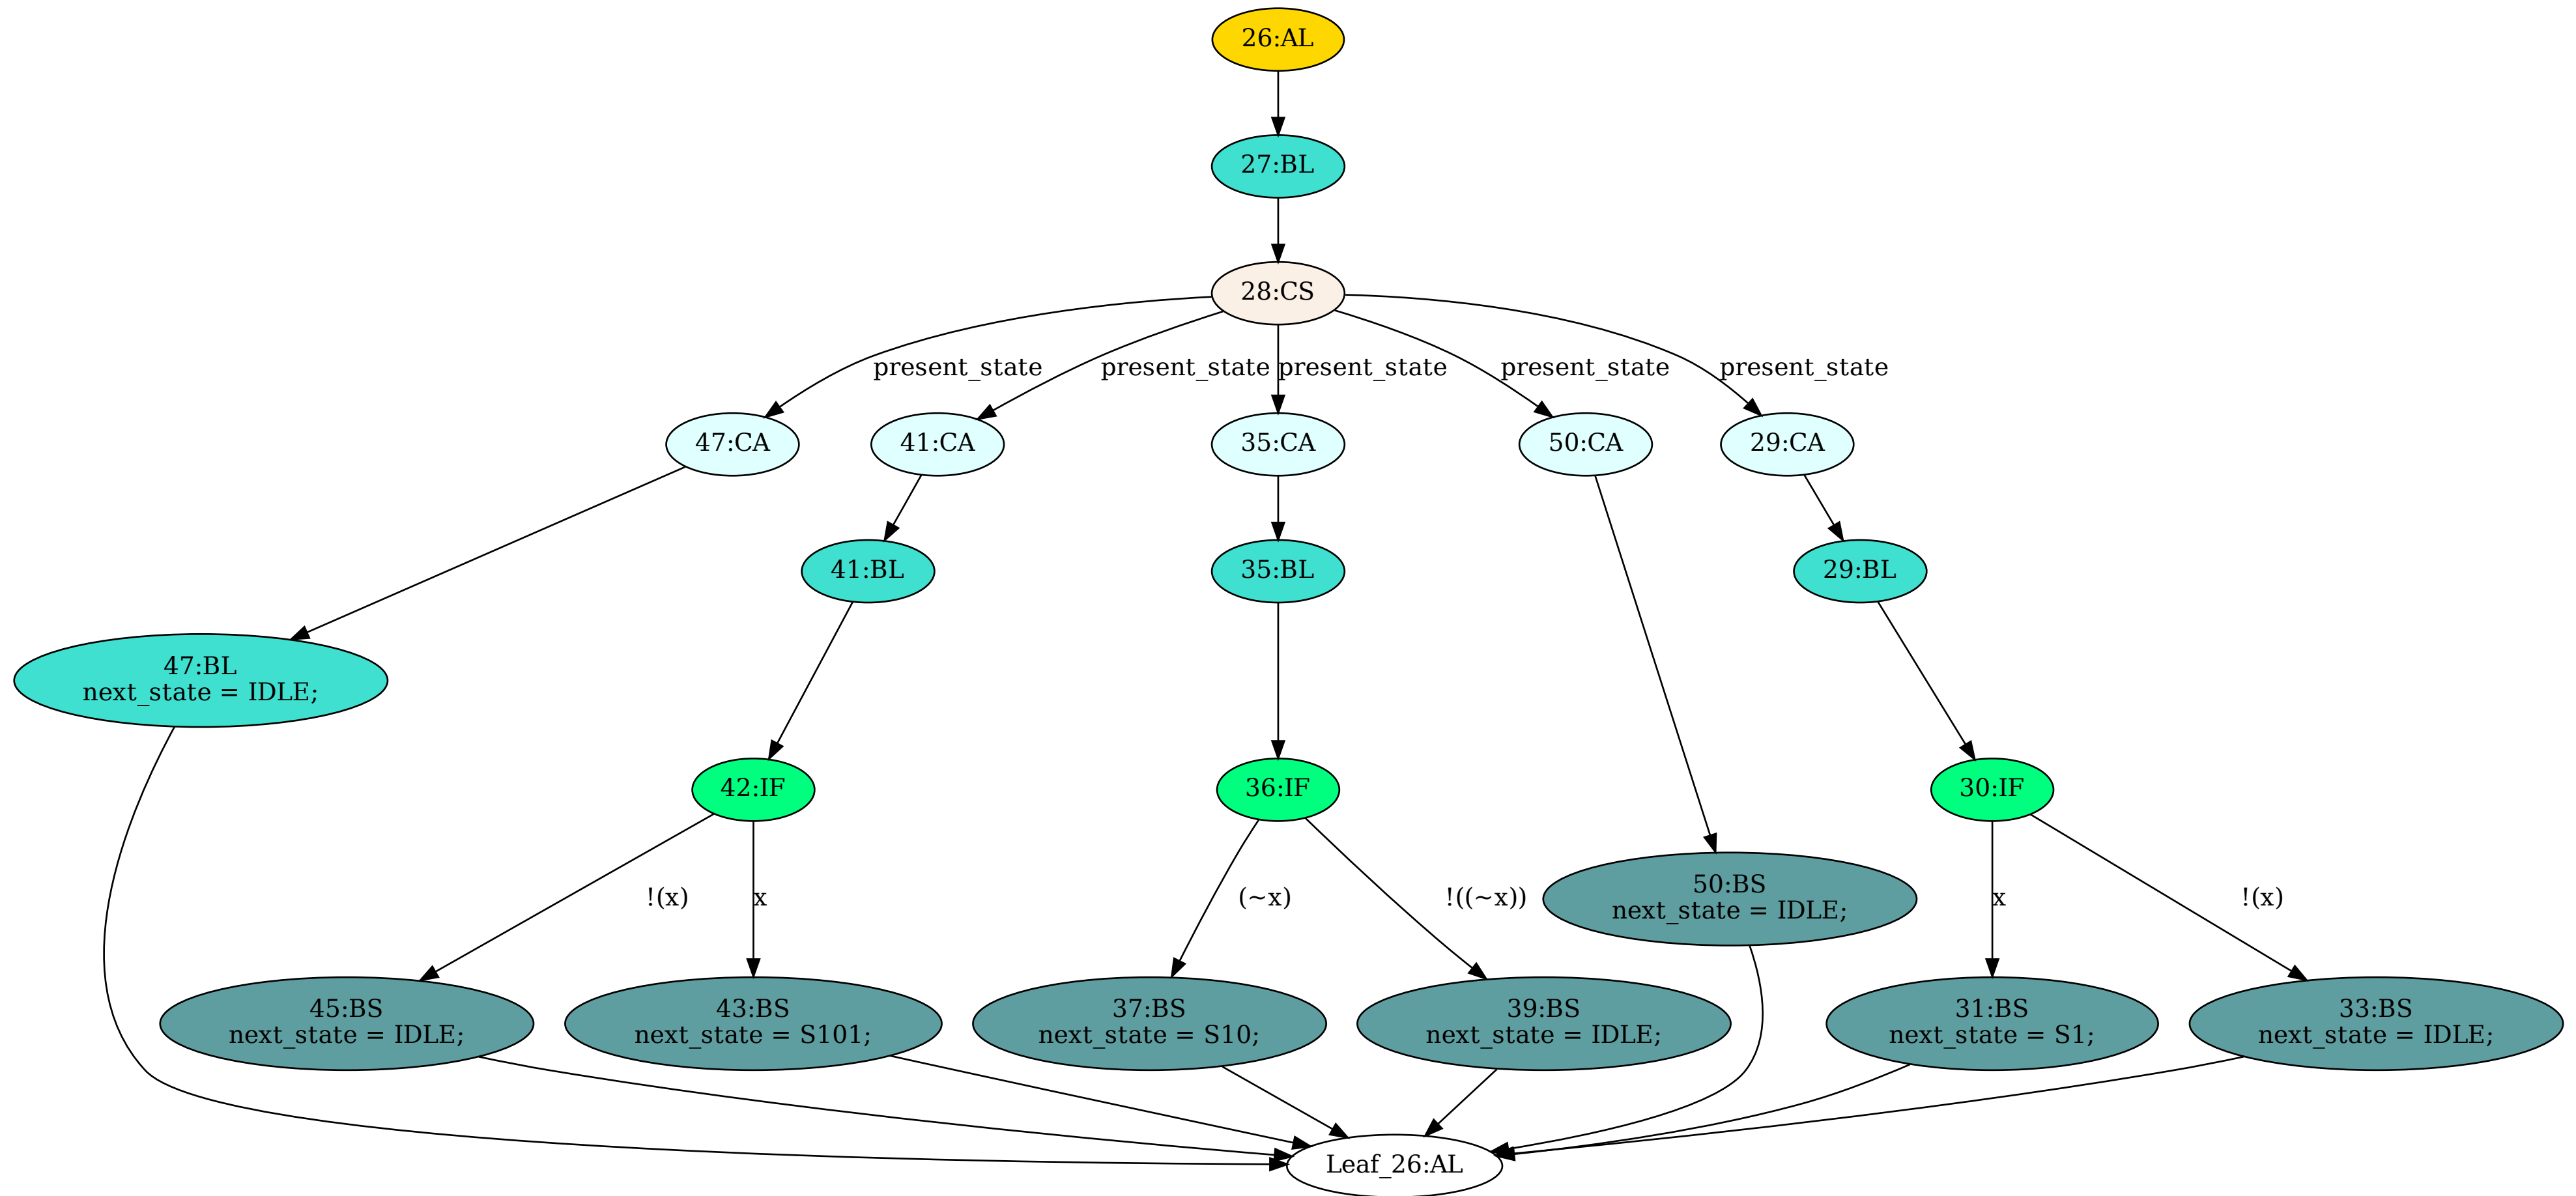 26:AL
27:BL
28:CS
present_state
present_state
present_state
present_state
present_state
47:CA
41:CA
35:CA
50:CA
29:CA
41:BL
35:BL
29:BL
47:BL
next_state = IDLE;
42:IF
36:IF
30:IF
!(x)
x
(~x)
!((~x))
50:BS
next_state = IDLE;
x
!(x)
45:BS
next_state = IDLE;
43:BS
next_state = S101;
37:BS
next_state = S10;
39:BS
next_state = IDLE;
31:BS
next_state = S1;
33:BS
next_state = IDLE;
Leaf_26:AL